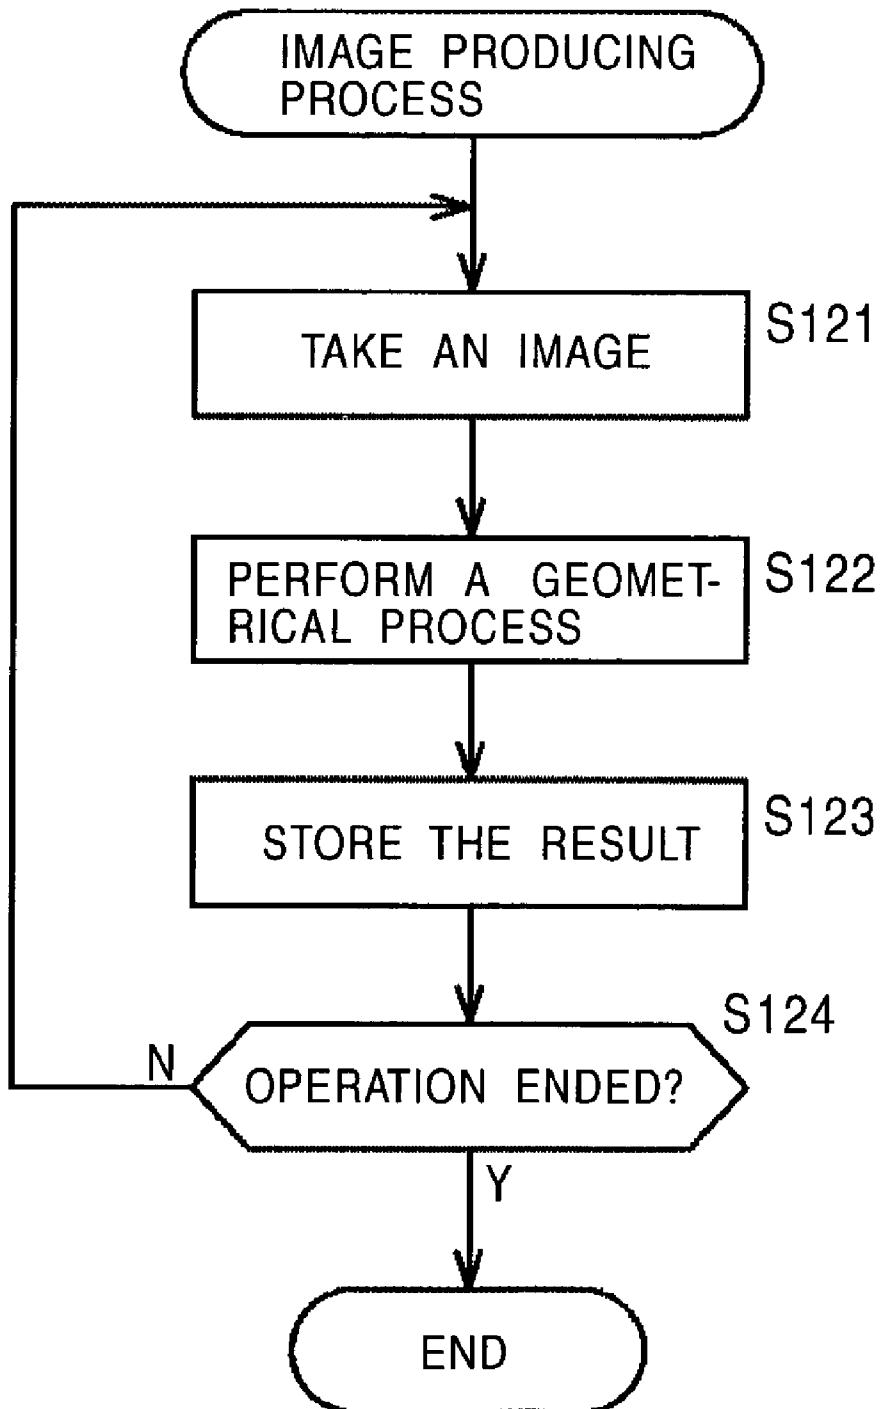 IMAGE PRODUCING
PROCESS
TAKE AN IMAGE
S121
PERFORM A GEOMET-
RICAL PROCESS
S122
STORE THE RESULT
S123
OPERATION ENDED?
S124
N
Y
END